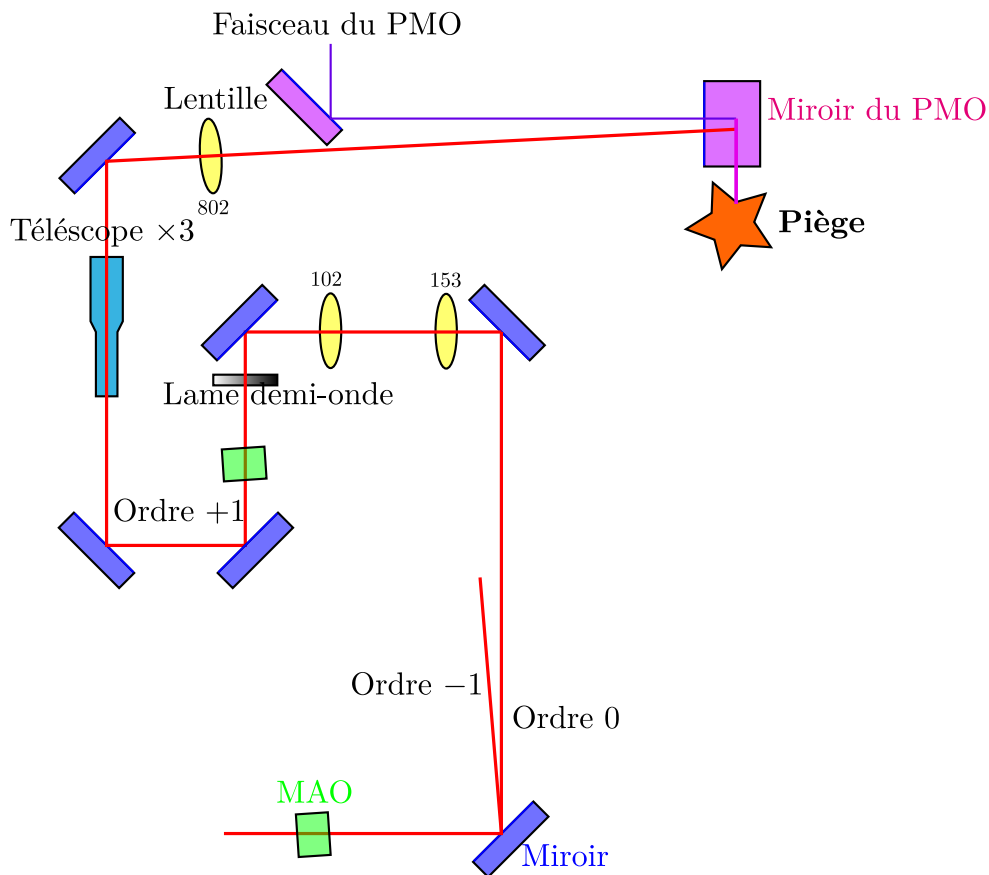 Faisceau du PMO
Lentille
Miroir du PMO
802
Téléscope ×3
Piège
102
153
Lame demi-onde
Ordre +1
Ordre −1
Ordre 0
MAO
Miroir